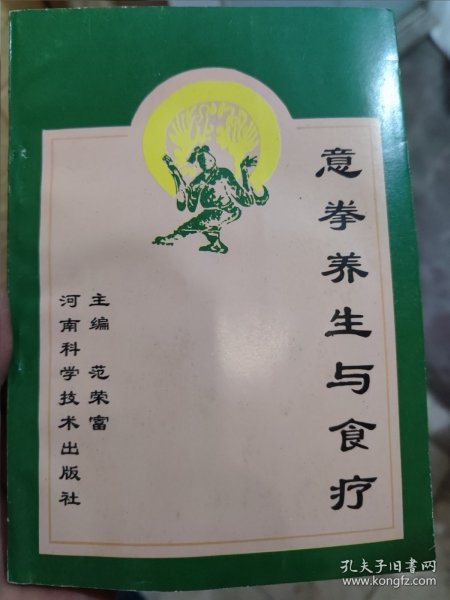 意拳养生与食疗
主编 范荣富
河南科学技术出版社
孔夫子旧书网
www.kongfz.com